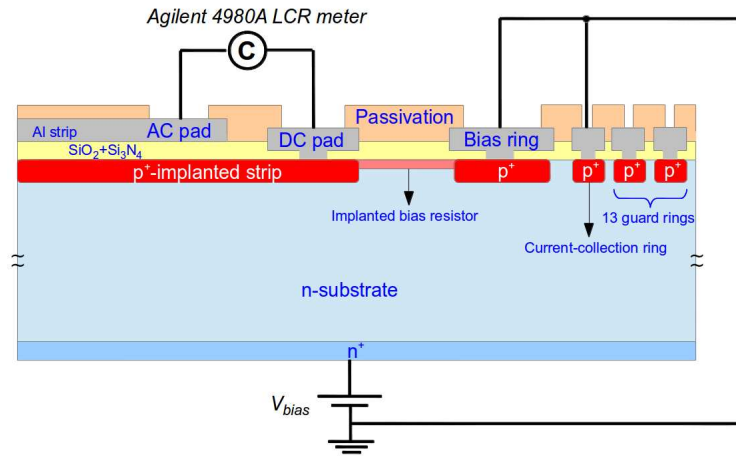 Agilent 4980A LCR meter
C
Passivation
Al strip
AC pad
DC pad
Bias ring
SiO₂+Si₃N₄
p⁺-implanted strip
p⁺
p⁺
p⁺
p⁺
Implanted bias resistor
13 guard rings
Current-collection ring
n-substrate
n⁺
V_bias